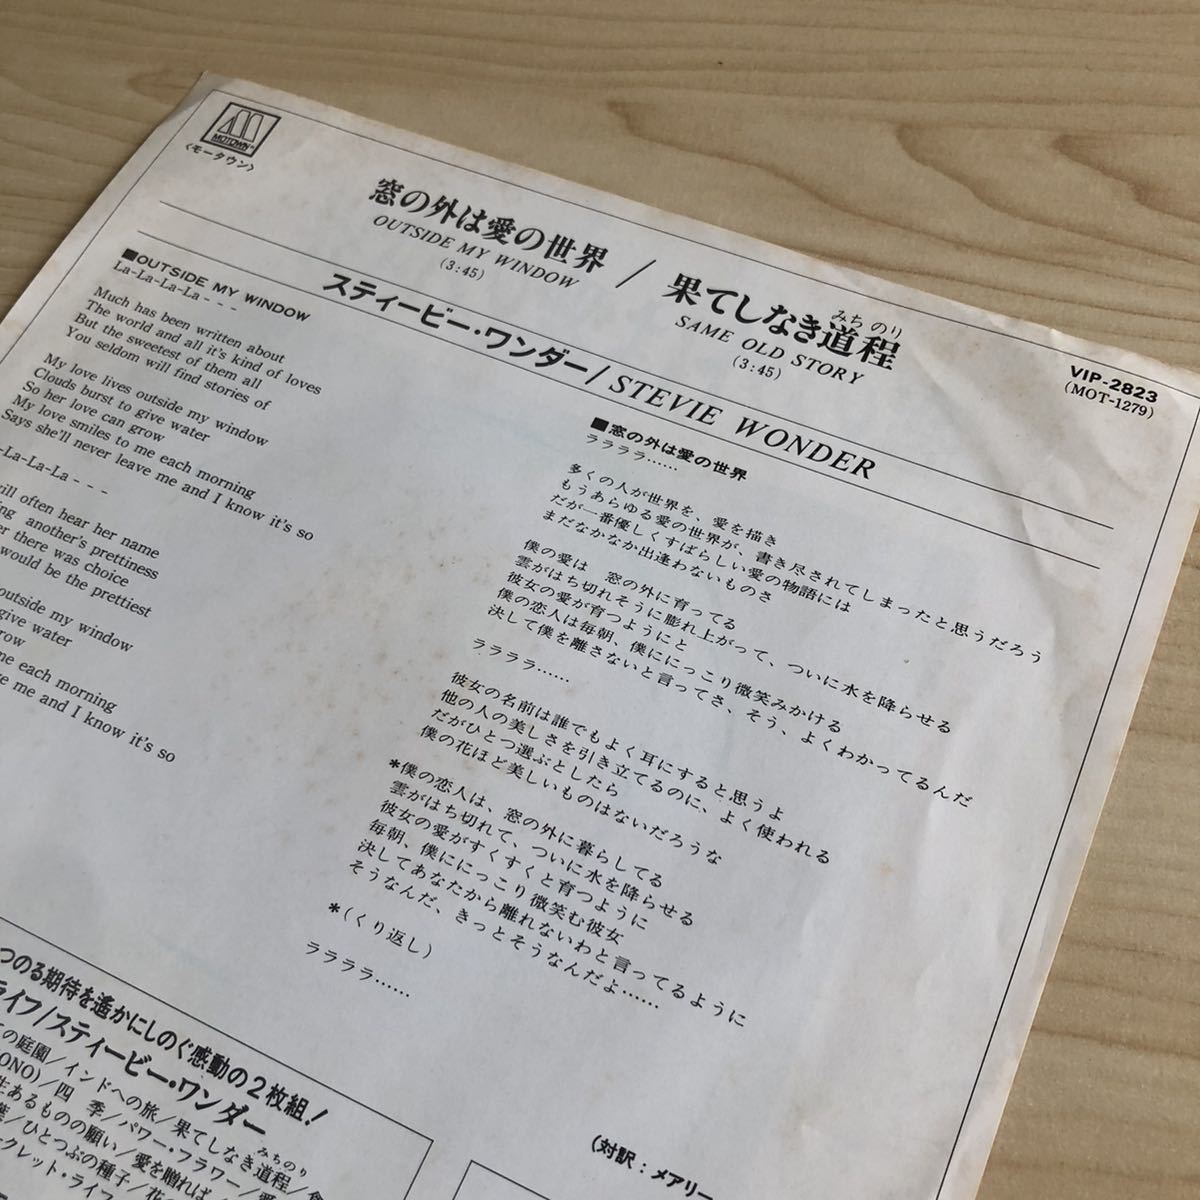 MOTOWN
〈モータウン〉
窓の外は愛の世界
OUTSIDE MY WINDOW
(3:45)
/
果てしなき道程
みちのり
SAME OLD STORY
(3:45)
VIP-2823
(MOT-1279)
スティービー・ワンダー/STEVIE WONDER
■OUTSIDE MY WINDOW
La-La-La-La - - -
Much has been written about
The world and all it's kind of loves
But the sweetest of them all
You seldom will find stories of
My love lives outside my window
Clouds burst to give water
So her love can grow
My love smiles to me each morning
Says she'll never leave me and I know it's so
-La-La-La - - -
will often hear her name
another's prettiness
there was choice
would be the prettiest
outside my window
give water
row
me each morning
me and I know it's so
■窓の外は愛の世界
ララララ……
多くの人が世界を、愛を描き
もうあらゆる愛の世界が、書き尽されてしまったと思うだろう
だが一番優しくすばらしい愛の物語には
まだなかなか出逢わないものさ
僕の愛は 窓の外に育ってる
雲がはち切れそうに膨れ上がって、ついに水を降らせる
彼女の愛が育つようにと
僕の恋人は毎朝、僕ににっこり微笑みかける
決して僕を離さないと言ってさ、そう、よくわかってるんだ
ララララ……
彼女の名前は誰でもよく耳にすると思うよ
他の人の美しさを引き立てるのに、よく使われる
だがひとつ選ぶとしたら
僕の花ほど美しいものはないだろうな
*僕の恋人は、窓の外に暮らしてる
雲がはち切れて、ついに水を降らせる
彼女の愛がすくすくと育つように
毎朝、僕ににっこり微笑む彼女
決してあなたから離れないわと言ってるように
そうなんだ、きっとそうなんだよ……
*(くり返し)
ララララ……
つのる期待を遥かにしのぐ感動の2枚組!
ライフ/スティービー・ワンダー
の庭園/インドへの旅/果てしなき道程/
みちのり
ONO)/四 季/パワー・フラワー/
生あるものの願い/愛を贈れば/
/ひとつぶの種子/
ークレット・ライフ
(対訳:メアリー